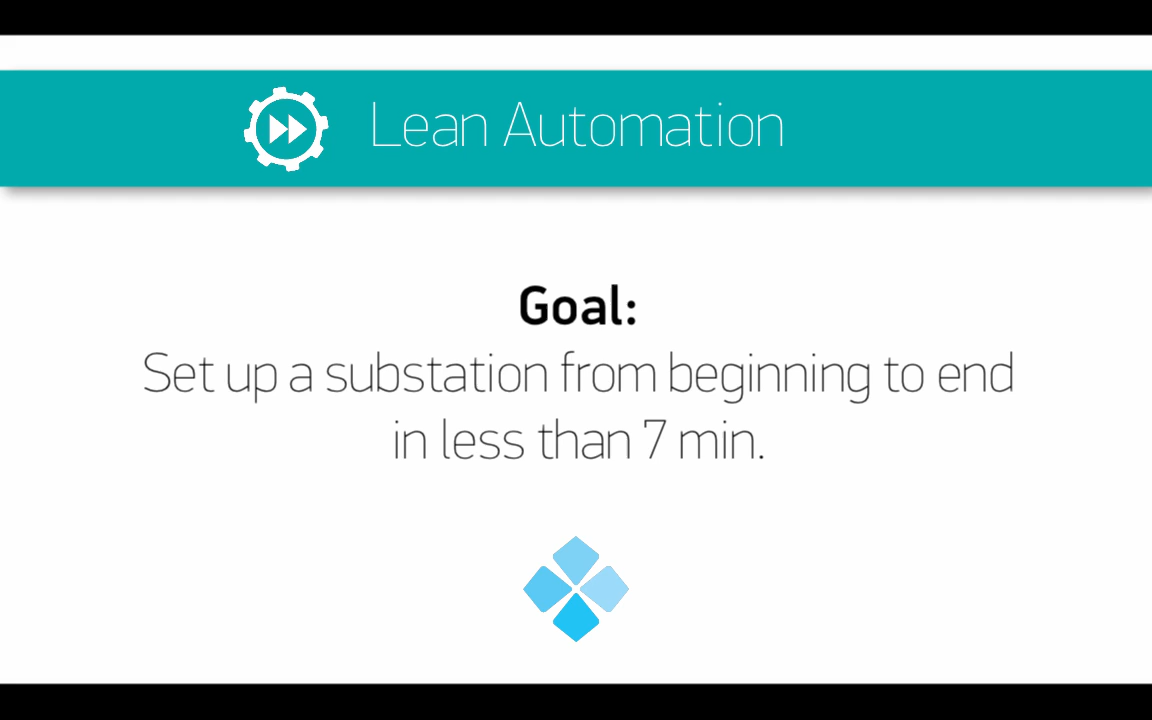 Lean Automation
Goal:
Set up a substation from beginning to end
in less than 7 min.